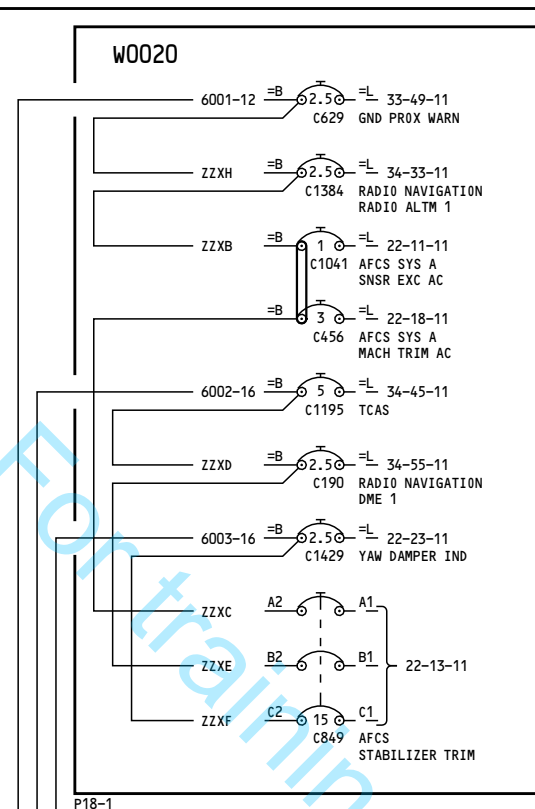 W0020
6001-12 =B 2.5 =L 33-49-11
C629 GND PROX WARN
ZZXH =B 2.5 =L 34-33-11
C1384 RADIO NAVIGATION
RADIO ALTM 1
ZZXB =B 1 =L 22-11-11
C1041 AFCS SYS A
SNSR EXC AC
=B 3 =L 22-18-11
C456 AFCS SYS A
MACH TRIM AC
6002-16 =B 5 =L 34-45-11
C1195 TCAS
ZZXD =B 2.5 =L 34-55-11
C190 RADIO NAVIGATION
DME 1
6003-16 =B 2.5 =L 22-23-11
C1429 YAW DAMPER IND
ZZXC A2 A1
ZZXE B2 B1 22-13-11
ZZXF C2 15 C1
C849 AFCS
STABILIZER TRIM
P18-1
For trainin